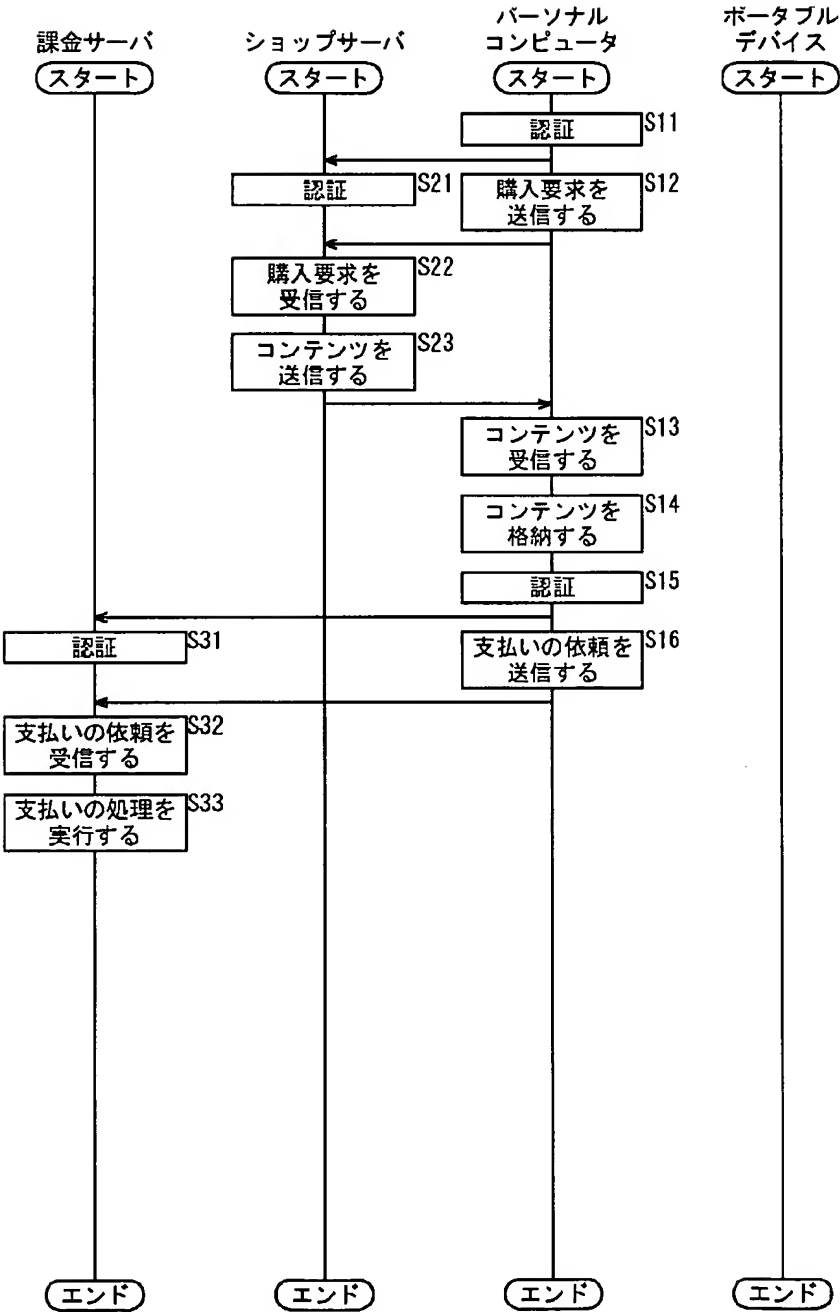 課金サーバ
ショップサーバ
パーソナル
コンピュータ
ポータブル
デバイス
スタート
スタート
スタート
スタート
認証
S11
認証
S21
購入要求を
送信する
S12
購入要求を
受信する
S22
コンテンツを
送信する
S23
コンテンツを
受信する
S13
コンテンツを
格納する
S14
認証
S15
認証
S31
支払いの依頼を
送信する
S16
支払いの依頼を
受信する
S32
支払いの処理を
実行する
S33
エンド
エンド
エンド
エンド